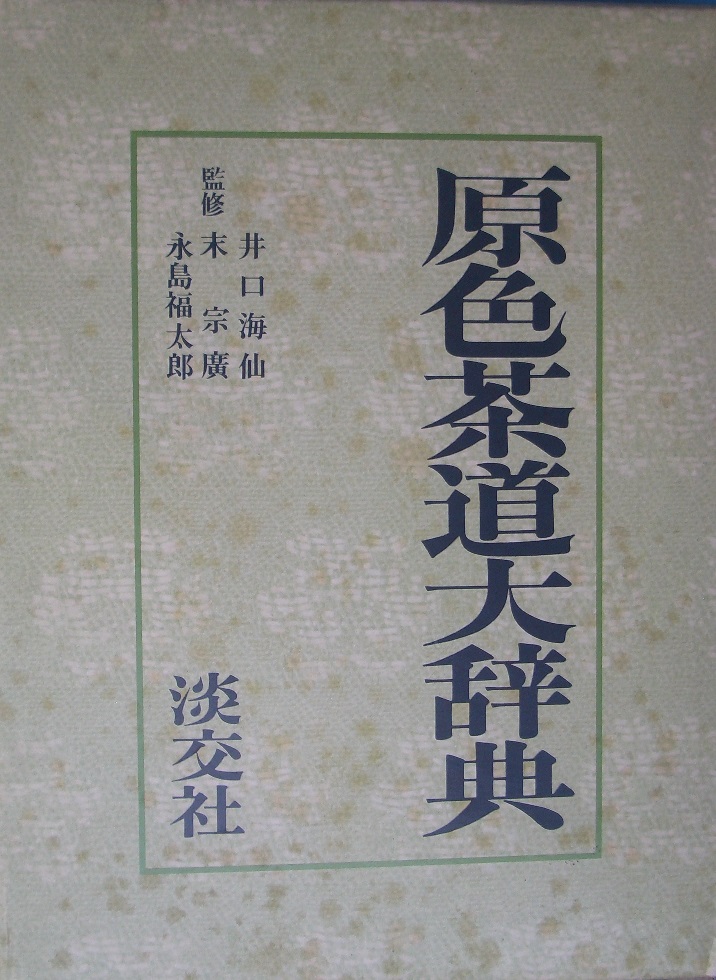 原色茶道大辞典
井口海仙
監修 末宗廣
永島福太郎
淡交社